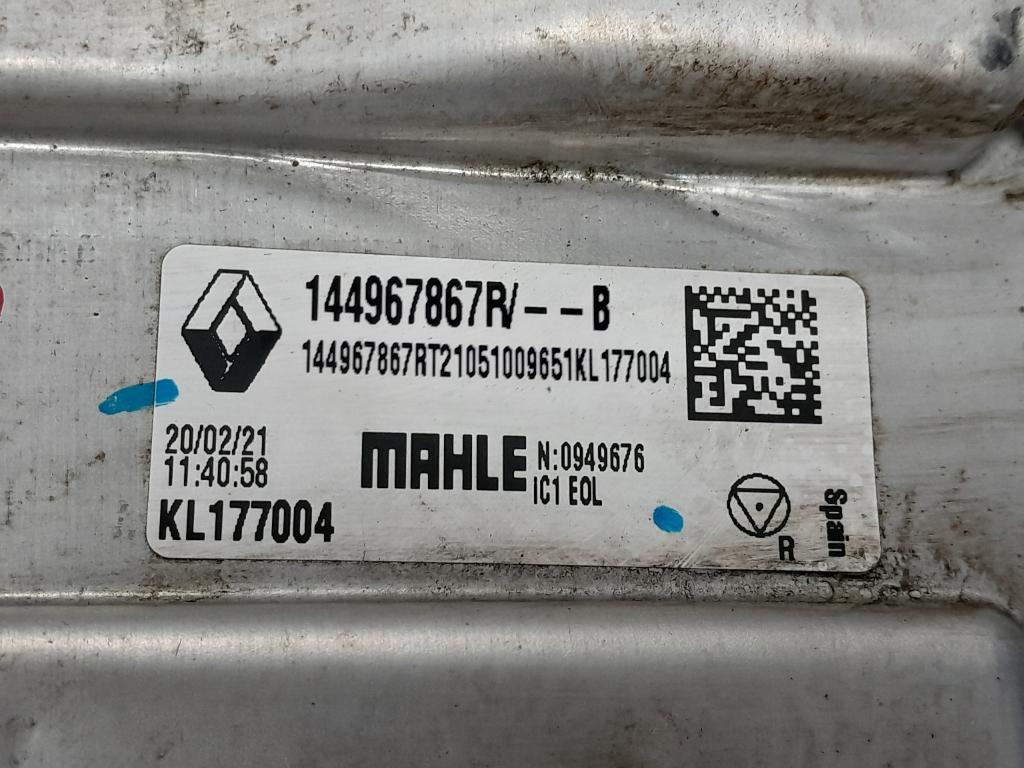 144967867R/--B
144967867RT21051009651KL177004
20/02/21
11:40:58
MAHLE
N:0949676
IC1 EOL
KL177004
R
Spain